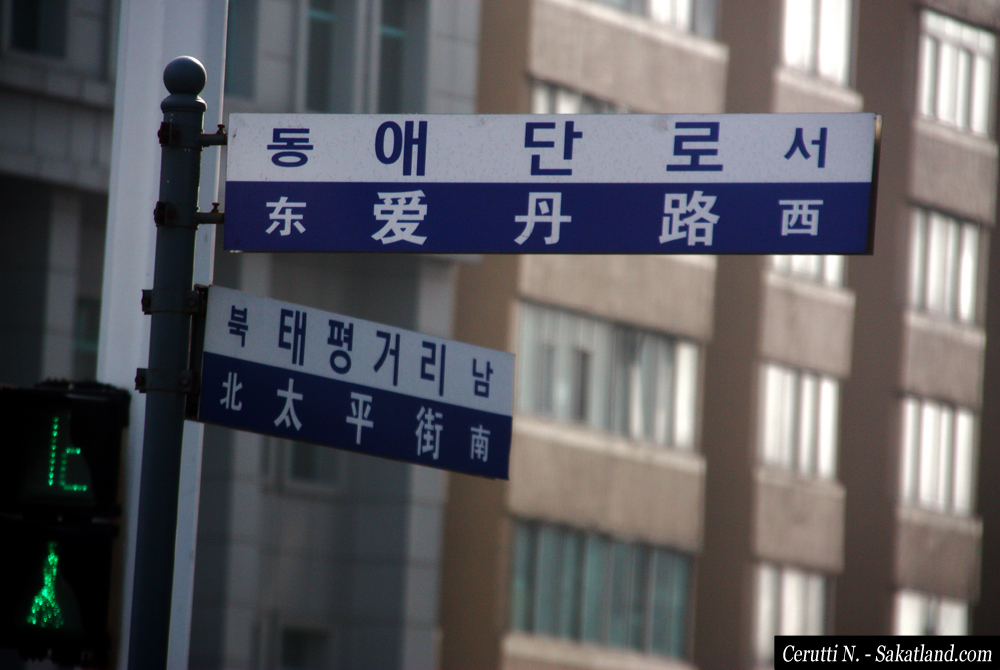 동 애 단 로 서
东 爱 丹 路 西
북 태 평 거 리 남
北 太 平 街 南
Cerutti N. - Sakatland.com